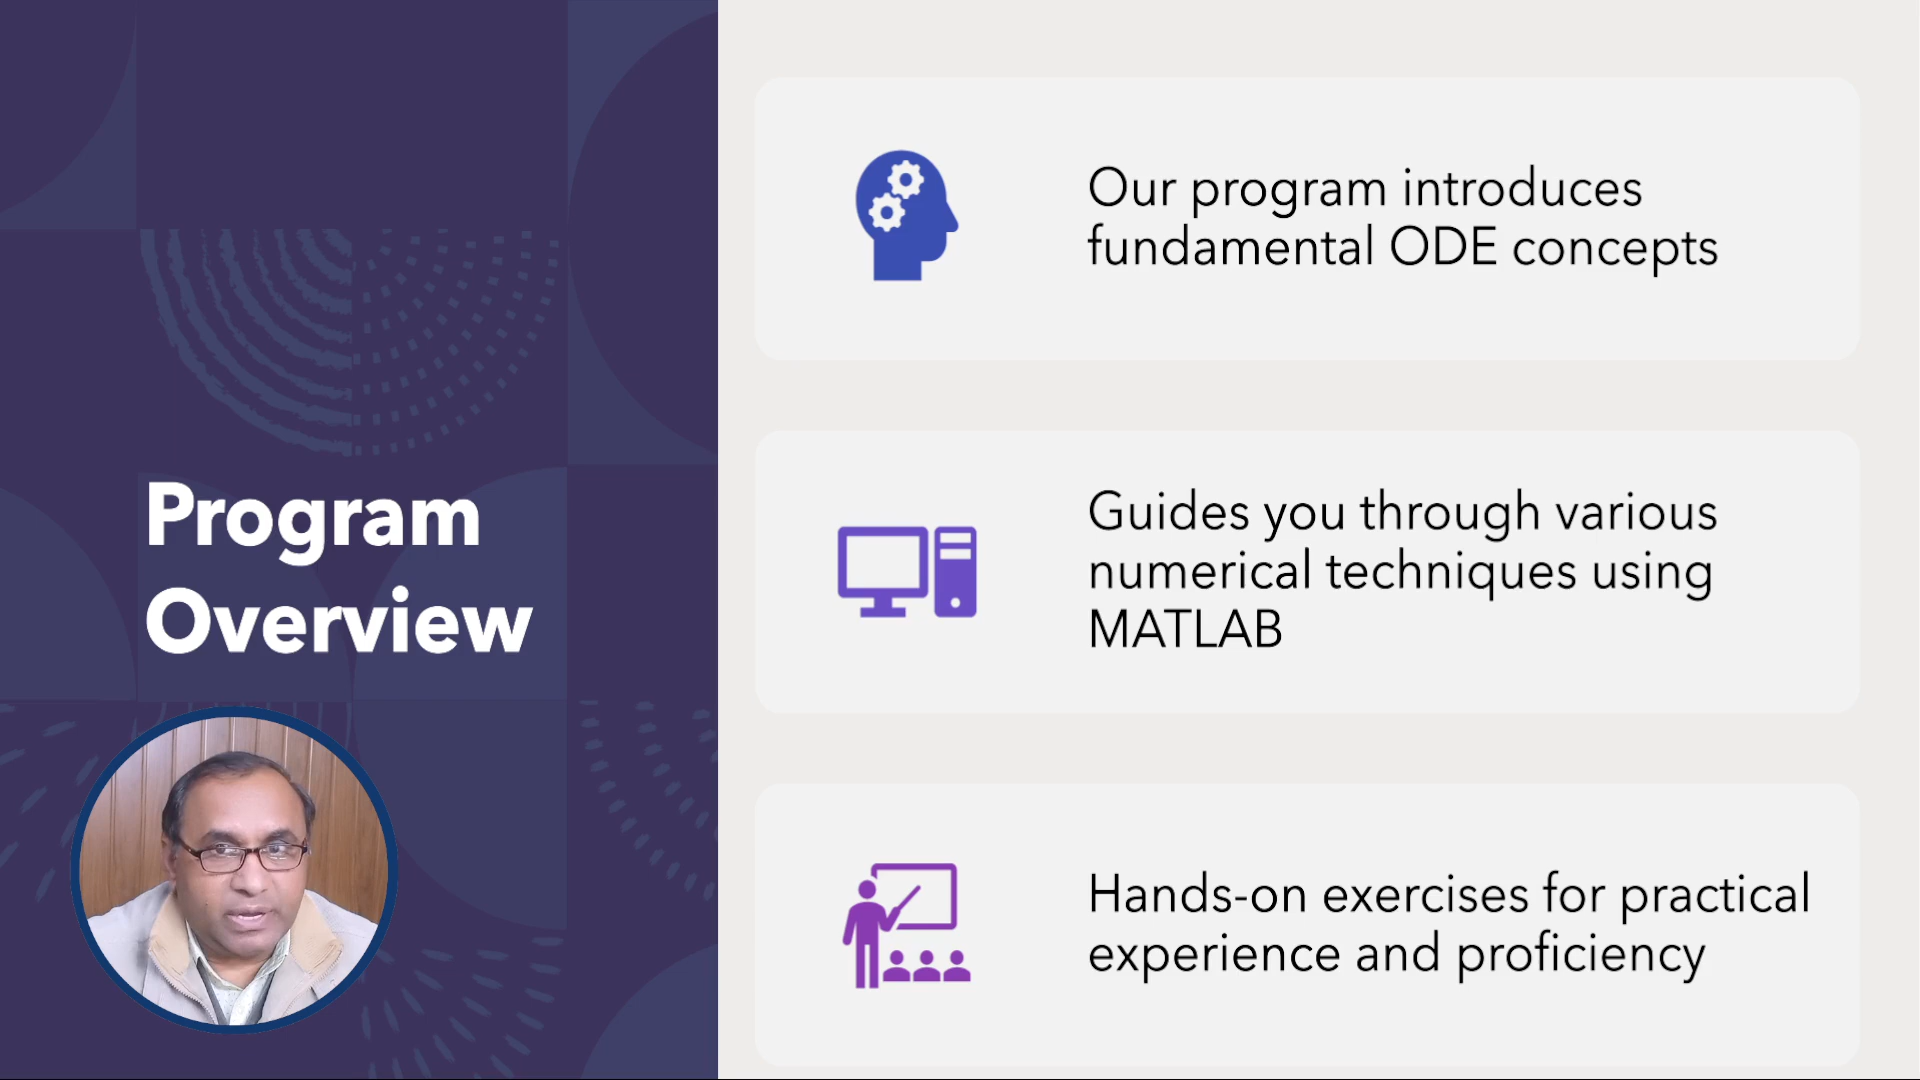 Program
Overview
Our program introduces
fundamental ODE concepts
Guides you through various
numerical techniques using
MATLAB
Hands-on exercises for practical
experience and proficiency